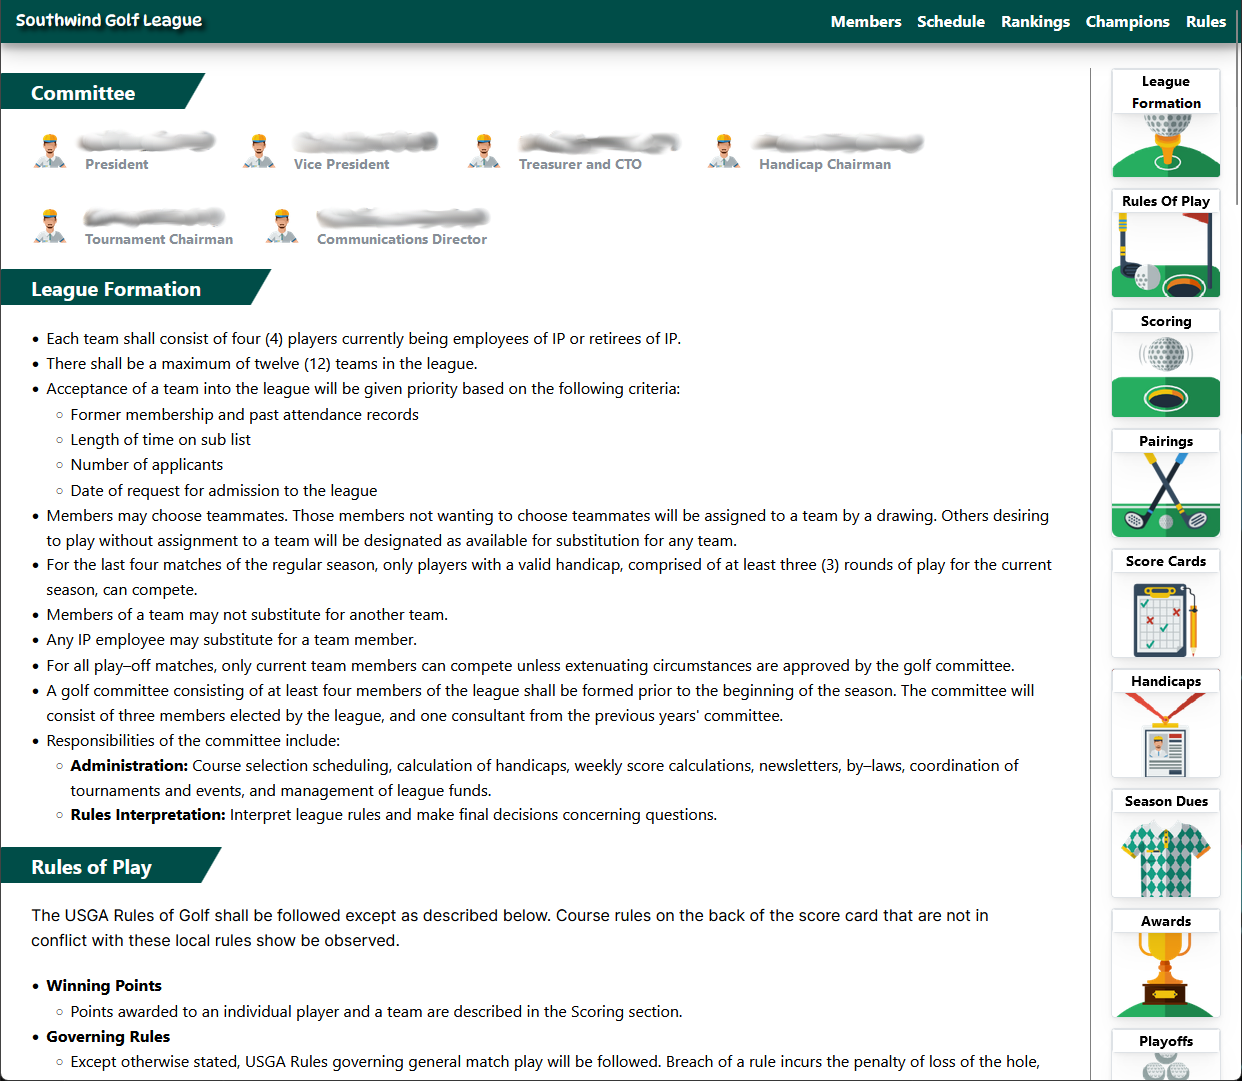 Southwind Golf League
Members Schedule Rankings Champions Rules
Committee
President
Vice President
Treasurer and CTO
Handicap Chairman
Tournament Chairman
Communications Director
League Formation
• Each team shall consist of four (4) players currently being employees of IP or retirees of IP.
• There shall be a maximum of twelve (12) teams in the league.
• Acceptance of a team into the league will be given priority based on the following criteria:
○ Former membership and past attendance records
○ Length of time on sub list
○ Number of applicants
○ Date of request for admission to the league
• Members may choose teammates. Those members not wanting to choose teammates will be assigned to a team by a drawing. Others desiring
to play without assignment to a team will be designated as available for substitution for any team.
• For the last four matches of the regular season, only players with a valid handicap, comprised of at least three (3) rounds of play for the current
season, can compete.
• Members of a team may not substitute for another team.
• Any IP employee may substitute for a team member.
• For all play–off matches, only current team members can compete unless extenuating circumstances are approved by the golf committee.
• A golf committee consisting of at least four members of the league shall be formed prior to the beginning of the season. The committee will
consist of three members elected by the league, and one consultant from the previous years' committee.
• Responsibilities of the committee include:
○ Administration: Course selection scheduling, calculation of handicaps, weekly score calculations, newsletters, by–laws, coordination of
tournaments and events, and management of league funds.
○ Rules Interpretation: Interpret league rules and make final decisions concerning questions.
Rules of Play
The USGA Rules of Golf shall be followed except as described below. Course rules on the back of the score card that are not in
conflict with these local rules show be observed.
• Winning Points
○ Points awarded to an individual player and a team are described in the Scoring section.
• Governing Rules
○ Except otherwise stated, USGA Rules governing general match play will be followed. Breach of a rule incurs the penalty of loss of the hole,
League
Formation
Rules Of Play
Scoring
Pairings
Score Cards
Handicaps
Season Dues
Awards
Playoffs